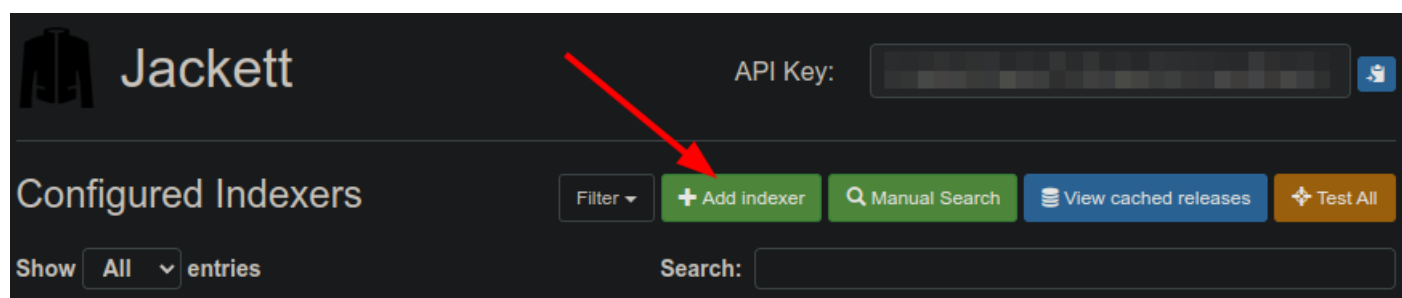 Jackett
API Key:
Configured Indexers
Filter
Add indexer
Manual Search
View cached releases
Test All
Show All entries
Search: